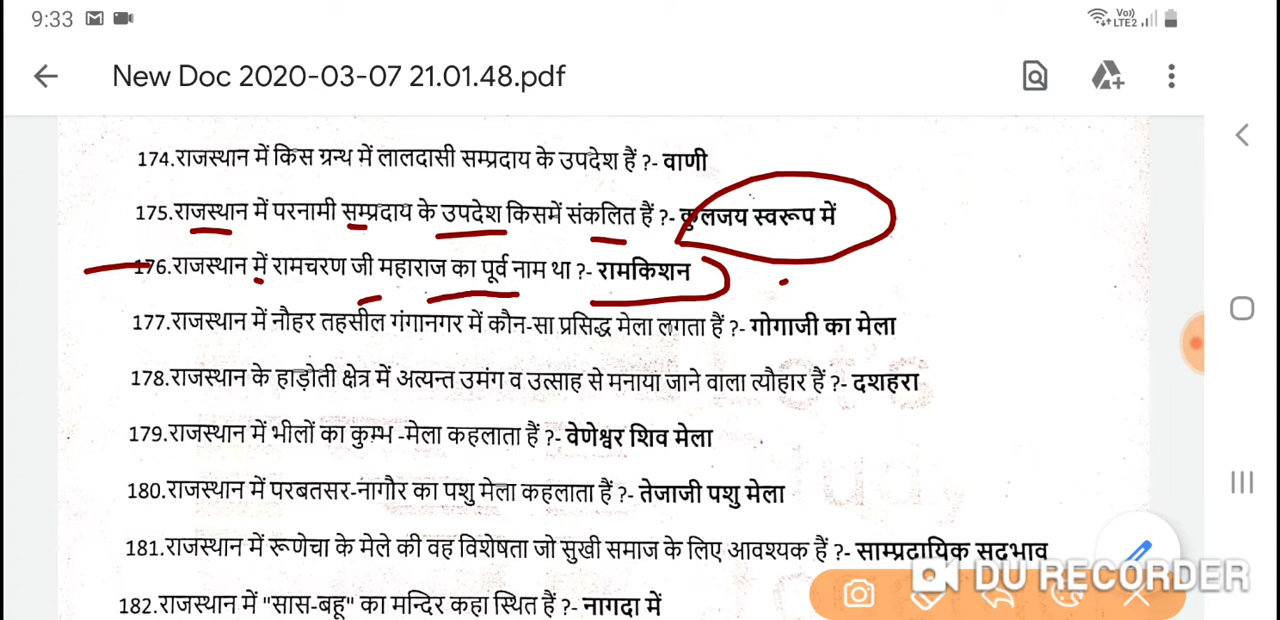 9:33
Vo))
LTE2
New Doc 2020-03-07 21.01.48.pdf
174.राजस्थान में किस ग्रन्थ में लालदासी सम्प्रदाय के उपदेश हैं ?- वाणी
175.राजस्थान में परनामी सम्प्रदाय के उपदेश किसमें संकलित हैं ?- कुलजय स्वरूप में
176.राजस्थान में रामचरण जी महाराज का पूर्व नाम था ?- रामकिशन
177.राजस्थान में नौहर तहसील गंगानगर में कौन-सा प्रसिद्ध मेला लगता हैं ?- गोगाजी का मेला
178.राजस्थान के हाड़ोती क्षेत्र में अत्यन्त उमंग व उत्साह से मनाया जाने वाला त्यौहार हैं ?- दशहरा
179.राजस्थान में भीलों का कुम्भ -मेला कहलाता हैं ?- वेणेश्वर शिव मेला
180.राजस्थान में परबतसर-नागौर का पशु मेला कहलाता हैं ?- तेजाजी पशु मेला
181.राजस्थान में रूणेचा के मेले की वह विशेषता जो सुखी समाज के लिए आवश्यक हैं ?- साम्प्रदायिक सदभाव
DU RECORDER
182.राजस्थान में "सास-बहू" का मन्दिर कहा स्थित हैं ?- नागदा में